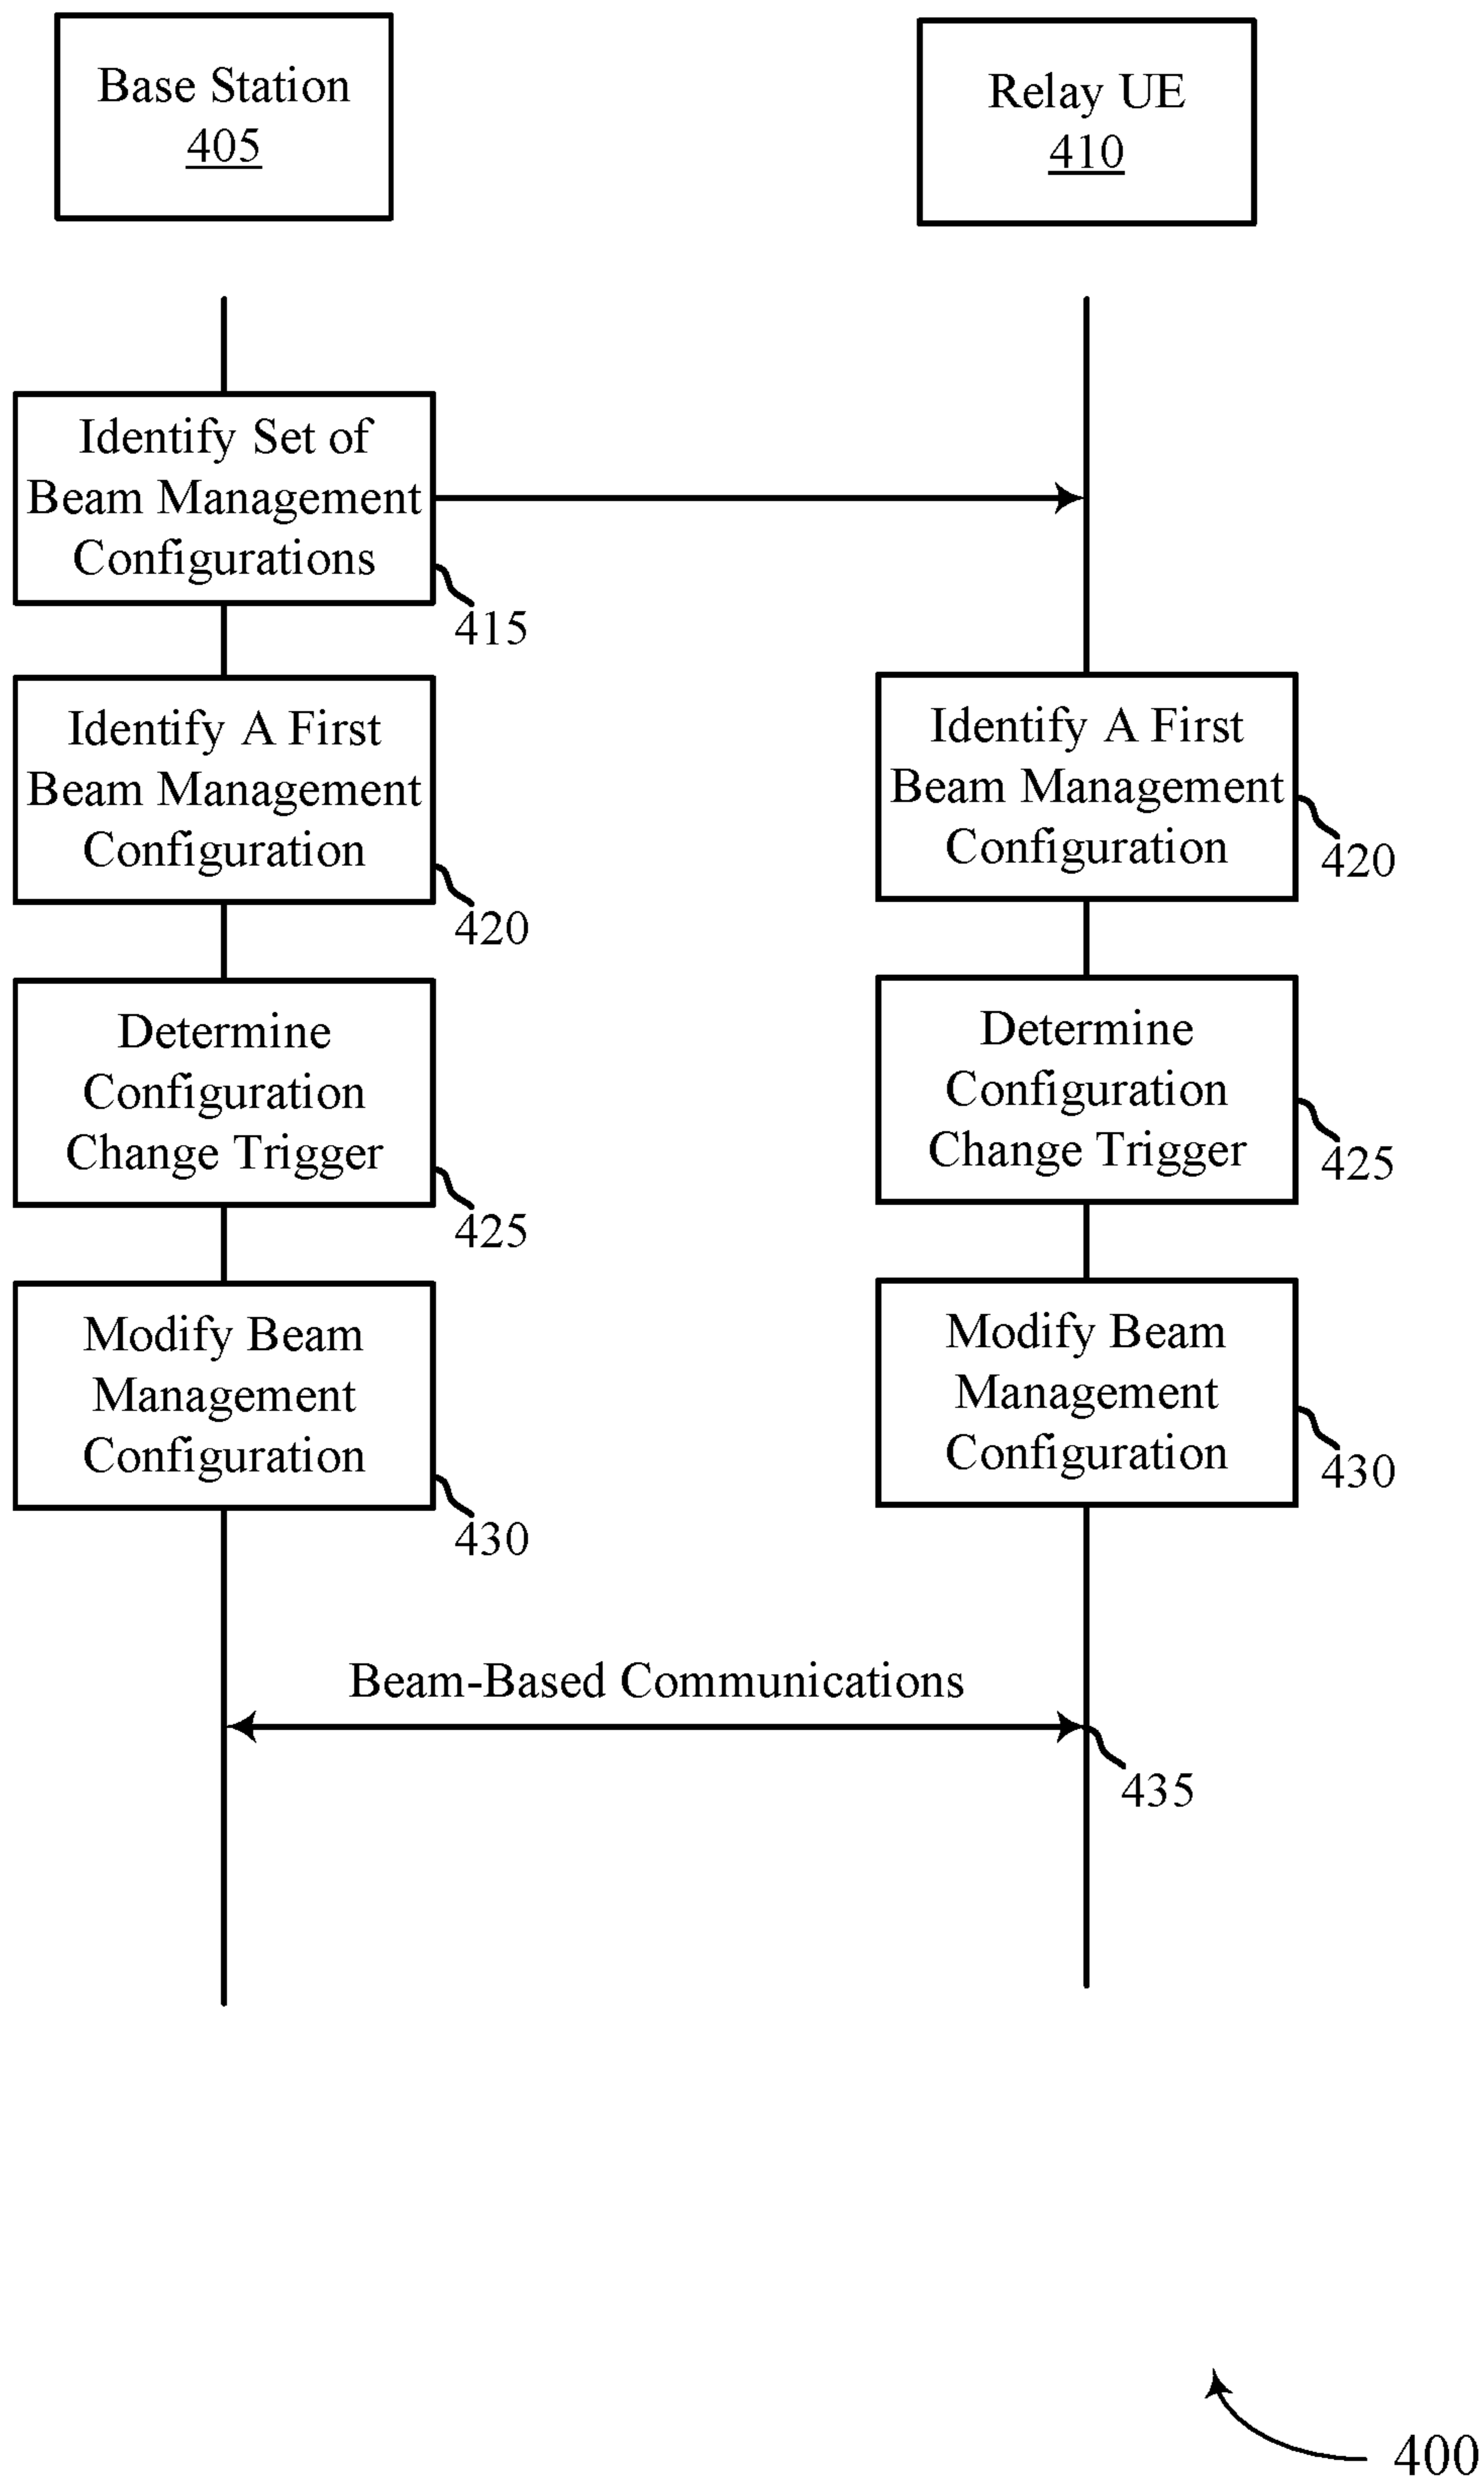 Base Station
405
Relay UE
410
Identify Set of
Beam Management
Configurations
415
Identify A First
Beam Management
Configuration
420
Identify A First
Beam Management
Configuration
420
Determine
Configuration
Change Trigger
425
Determine
Configuration
Change Trigger
425
Modify Beam
Management
Configuration
430
Modify Beam
Management
Configuration
430
Beam-Based Communications
435
400